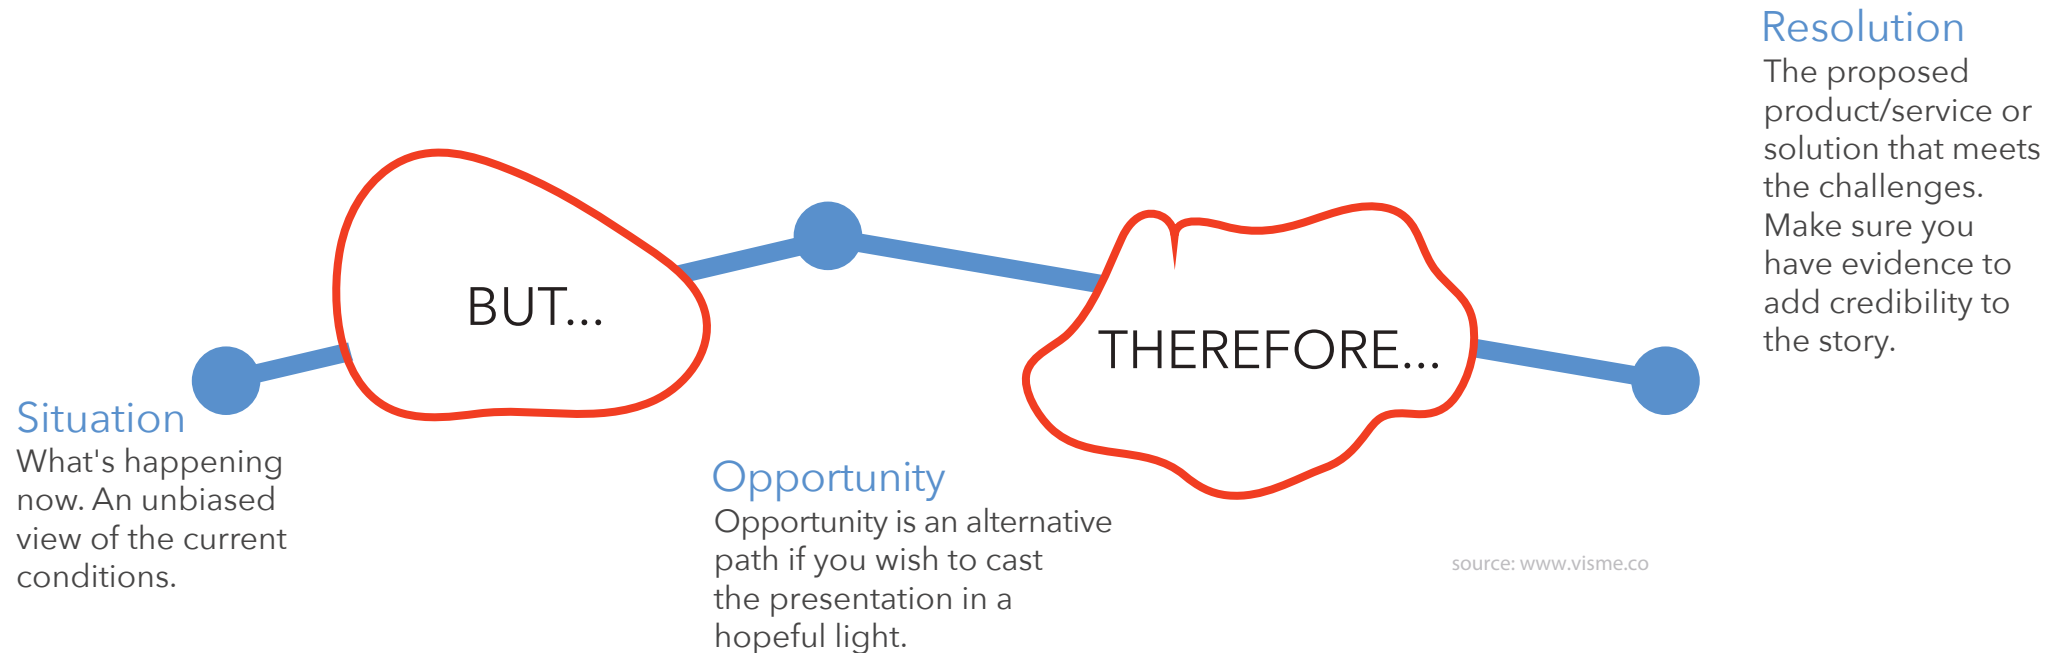 Situation
What's happening
now. An unbiased
view of the current
conditions.
BUT...
Opportunity
Opportunity is an alternative
path if you wish to cast
the presentation in a
hopeful light.
THEREFORE...
Resolution
The proposed
product/service or
solution that meets
the challenges.
Make sure you
have evidence to
add credibility to
the story.
source: www.visme.co